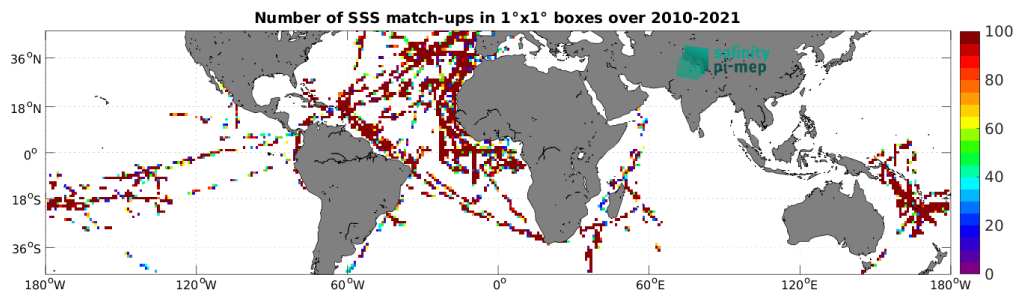 Number of SSS match-ups in 1°x1° boxes over 2010-2021
36°N
18°N
0°
18°S
36°S
180°W
120°W
60°W
0°
60°E
120°E
180°W
salinity
pi-mep
100
80
60
40
20
0